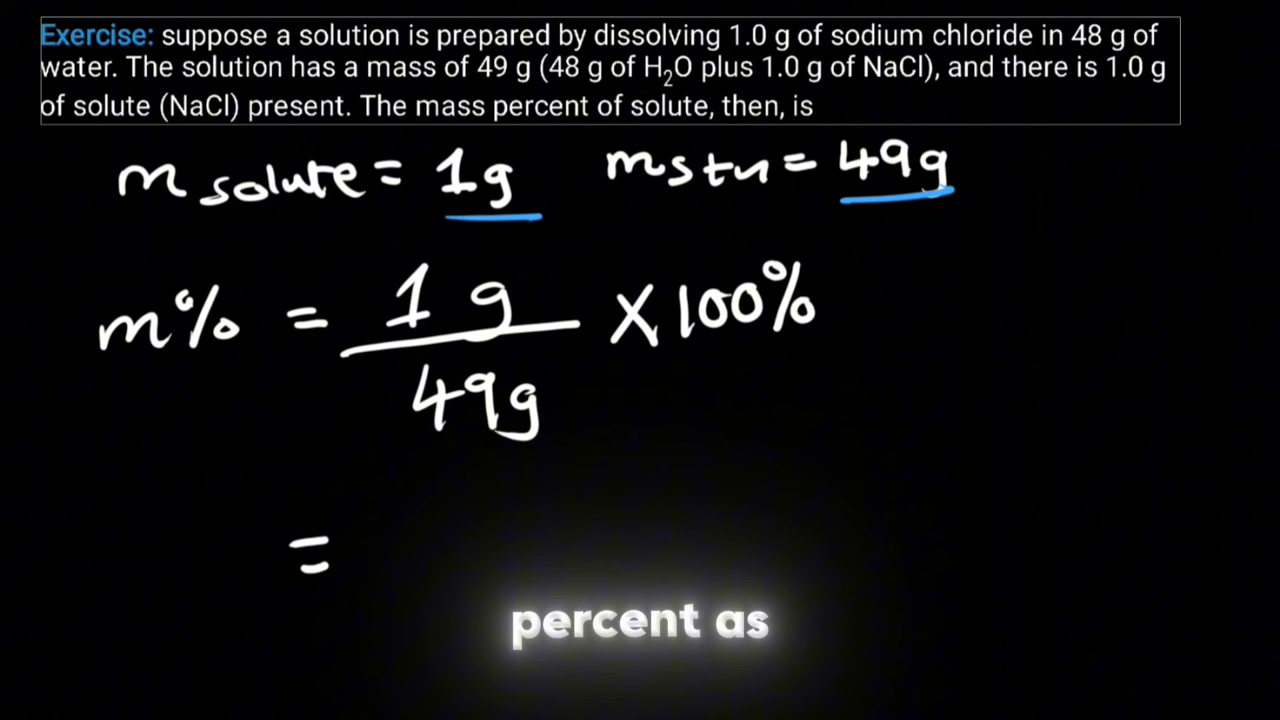 Exercise: suppose a solution is prepared by dissolving 1.0 g of sodium chloride in 48 g of
water. The solution has a mass of 49 g (48 g of H₂O plus 1.0 g of NaCl), and there is 1.0 g
of solute (NaCl) present. The mass percent of solute, then, is
m solute = 1g m stn = 49g
m% = 1 g × 100%
49g
=
percent as